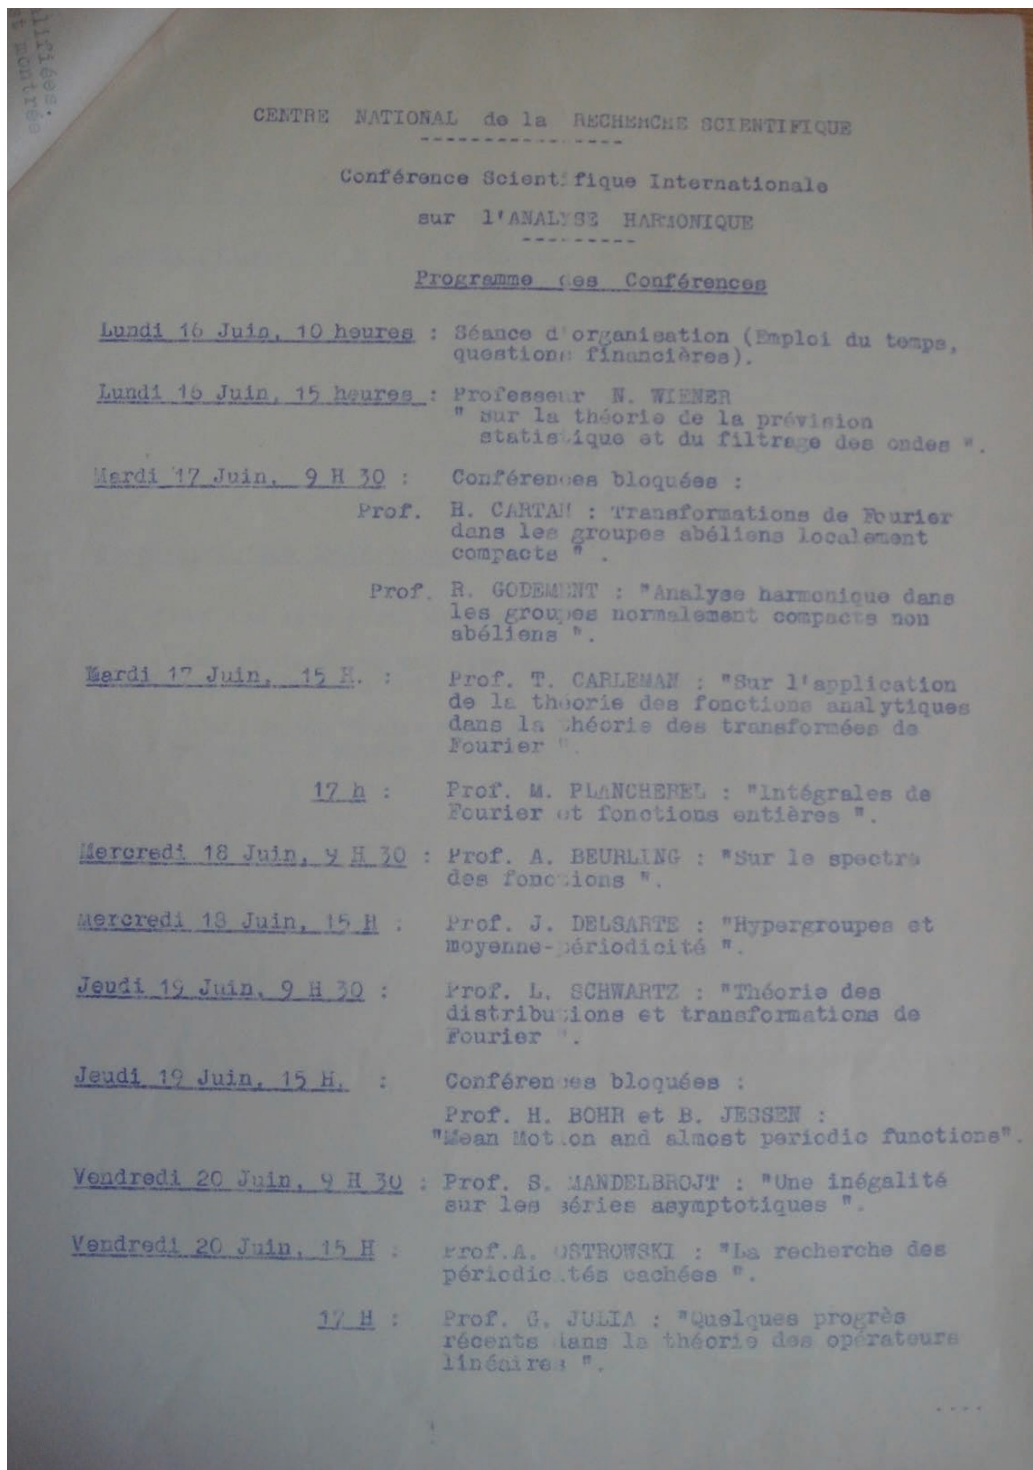 alifiées.
st montrée
CENTRE NATIONAL de la RECHERCHE SCIENTIFIQUE
Conférence Scientifique Internationale
sur l'ANALYSE HARMONIQUE
Programme des Conférences
Lundi 16 Juin, 10 heures : Séance d'organisation (Emploi du temps,
questions financières).
Lundi 16 Juin, 15 heures : Professeur N. WIENER
" sur la théorie de la prévision
statistique et du filtrage des ondes ".
Mardi 17 Juin, 9 H 30 : Conférences bloquées :
Prof. H. CARTAN : Transformations de Fourier
dans les groupes abéliens localement
compacts " .
Prof. R. GODEMENT : "Analyse harmonique dans
les groupes normalement compacts non
abéliens ".
Mardi 17 Juin, 15 H. : Prof. T. CARLEMAN : "Sur l'application
de la théorie des fonctions analytiques
dans la théorie des transformées de
Fourier ".
17 h : Prof. M. PLANCHEREL : "Intégrales de
Fourier et fonctions entières ".
Mercredi 18 Juin, 9 H 30 : Prof. A. BEURLING : "Sur le spectre
des fonctions ".
Mercredi 18 Juin, 15 H : Prof. J. DELSARTE : "Hypergroupes et
moyenne-périodicité ".
Jeudi 19 Juin, 9 H 30 : Prof. L. SCHWARTZ : "Théorie des
distributions et transformations de
Fourier ".
Jeudi 19 Juin, 15 H. : Conférences bloquées :
Prof. H. BOHR et B. JESSEN :
"Mean Motion and almost periodic functions".
Vendredi 20 Juin, 9 H 30 : Prof. S. MANDELBROJT : "Une inégalité
sur les séries asymptotiques ".
Vendredi 20 Juin, 15 H : Prof.A. OSTROWSKI : "La recherche des
périodicités cachées ".
17 H : Prof. G. JULIA : "Quelques progrès
récents dans la théorie des opérateurs
linéaires ".
....